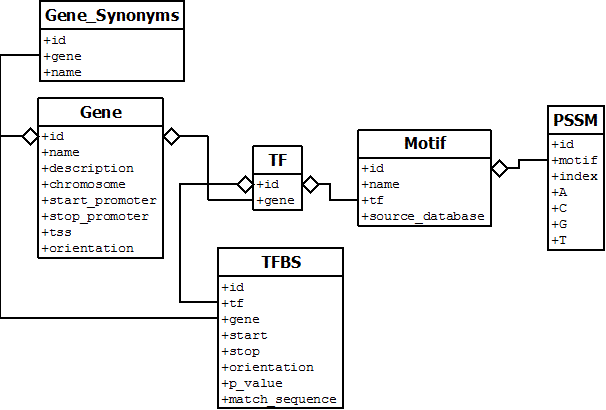 Gene_Synonyms
+id
+gene
+name
Gene
+id
+name
+description
+chromosome
+start_promoter
+stop_promoter
+tss
+orientation
TF
+id
+gene
Motif
+id
+name
+tf
+source_database
PSSM
+id
+motif
+index
+A
+C
+G
+T
TFBS
+id
+tf
+gene
+start
+stop
+orientation
+p_value
+match_sequence